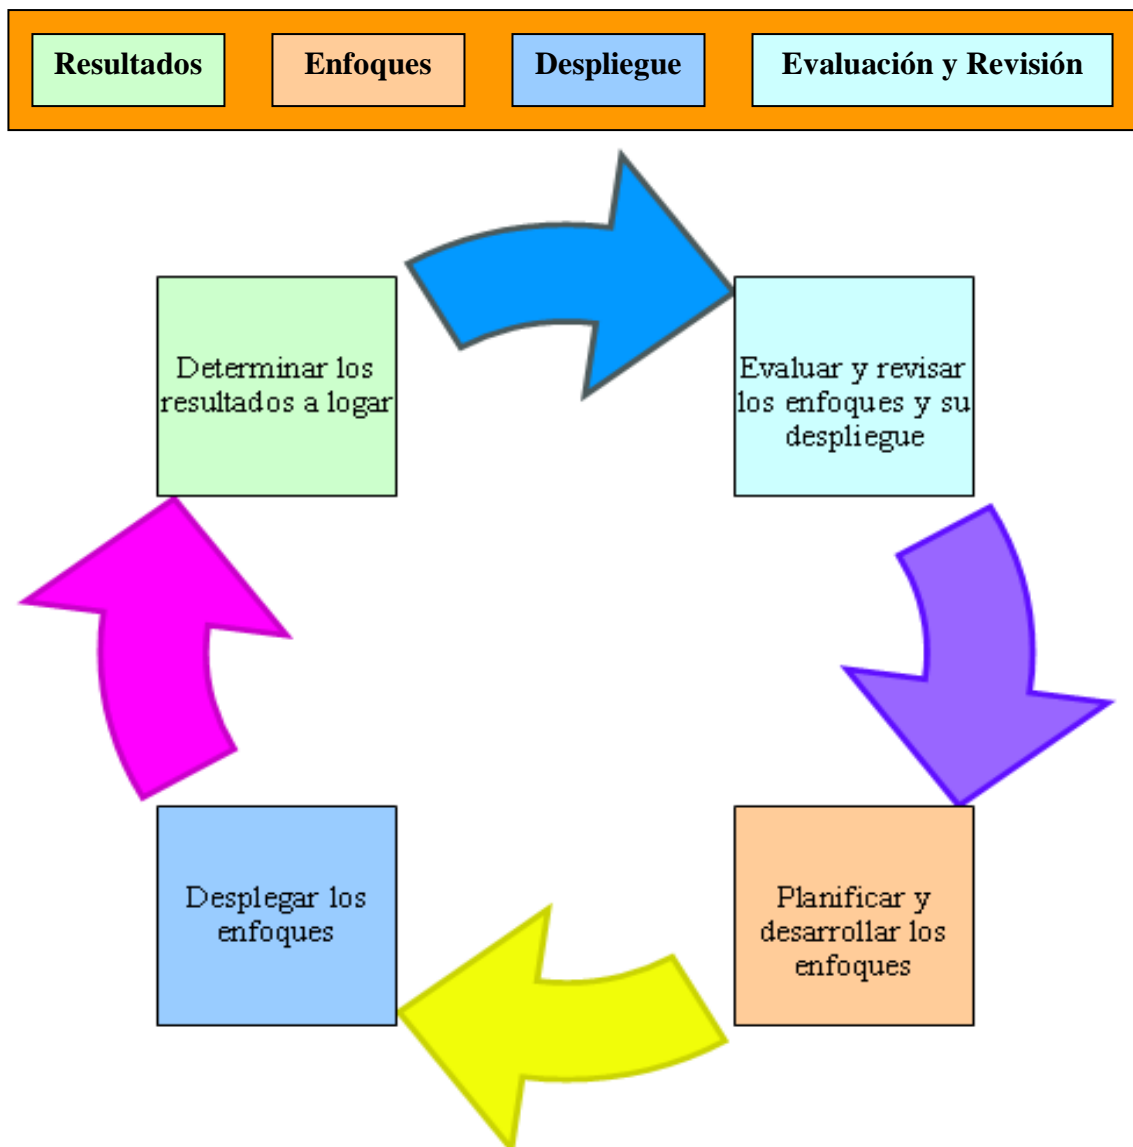 Resultados
Enfoques
Despliegue
Evaluación y Revisión
Determinar los
resultados a logar
Evaluar y revisar
los enfoques y su
despliegue
Desplegar los
enfoques
Planificar y
desarrollar los
enfoques